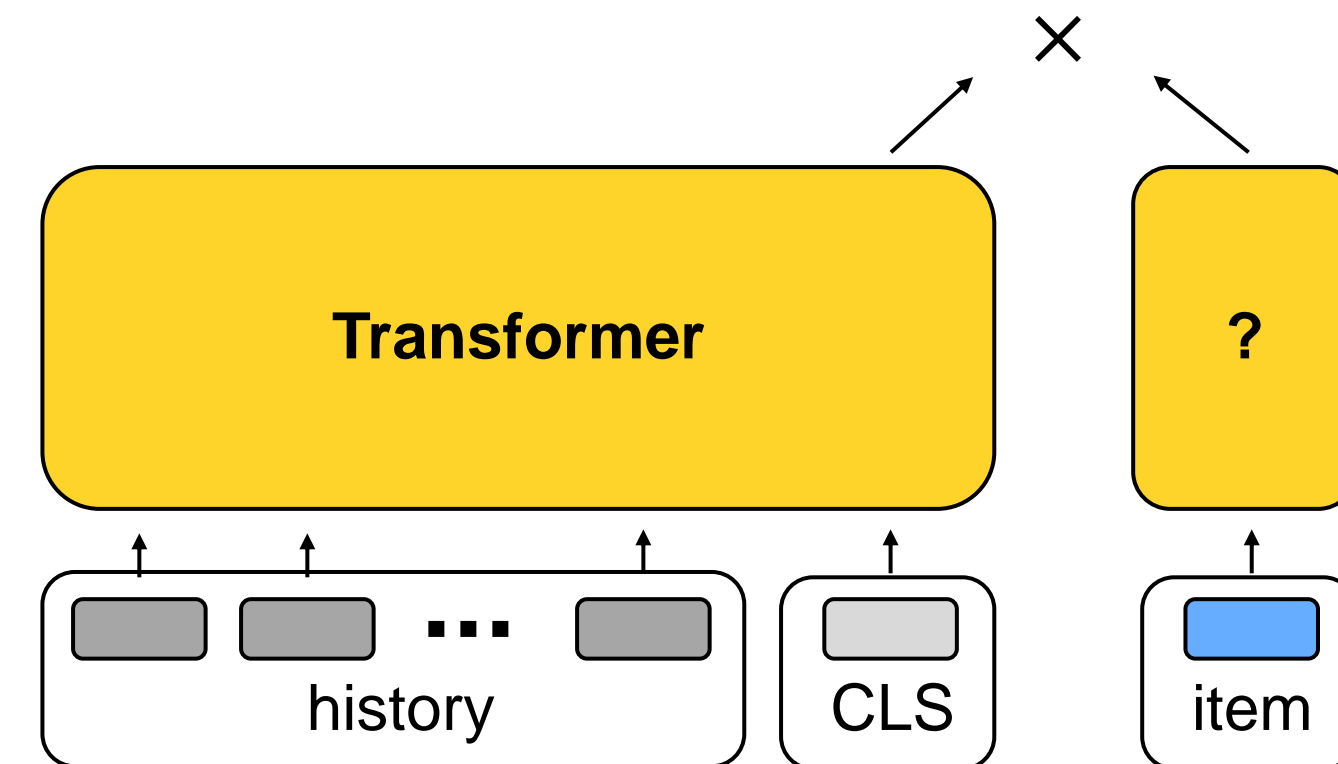 ×
Transformer
?
...
history
CLS
item